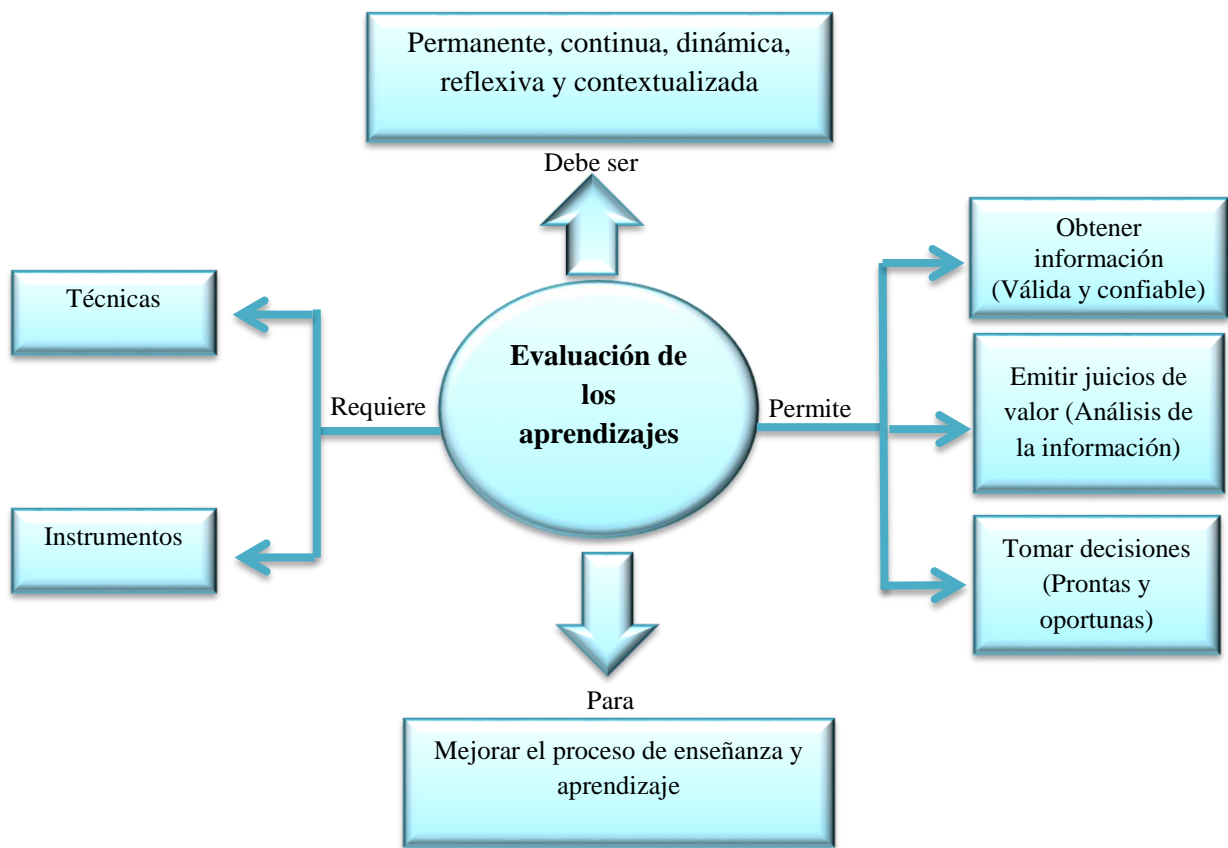 Permanente, continua, dinámica,
reflexiva y contextualizada
Debe ser
Técnicas
Instrumentos
Requiere
Evaluación de
los
aprendizajes
Permite
Obtener
información
(Válida y confiable)
Emitir juicios de
valor (Análisis de
la información)
Tomar decisiones
(Prontas y
oportunas)
Para
Mejorar el proceso de enseñanza y
aprendizaje